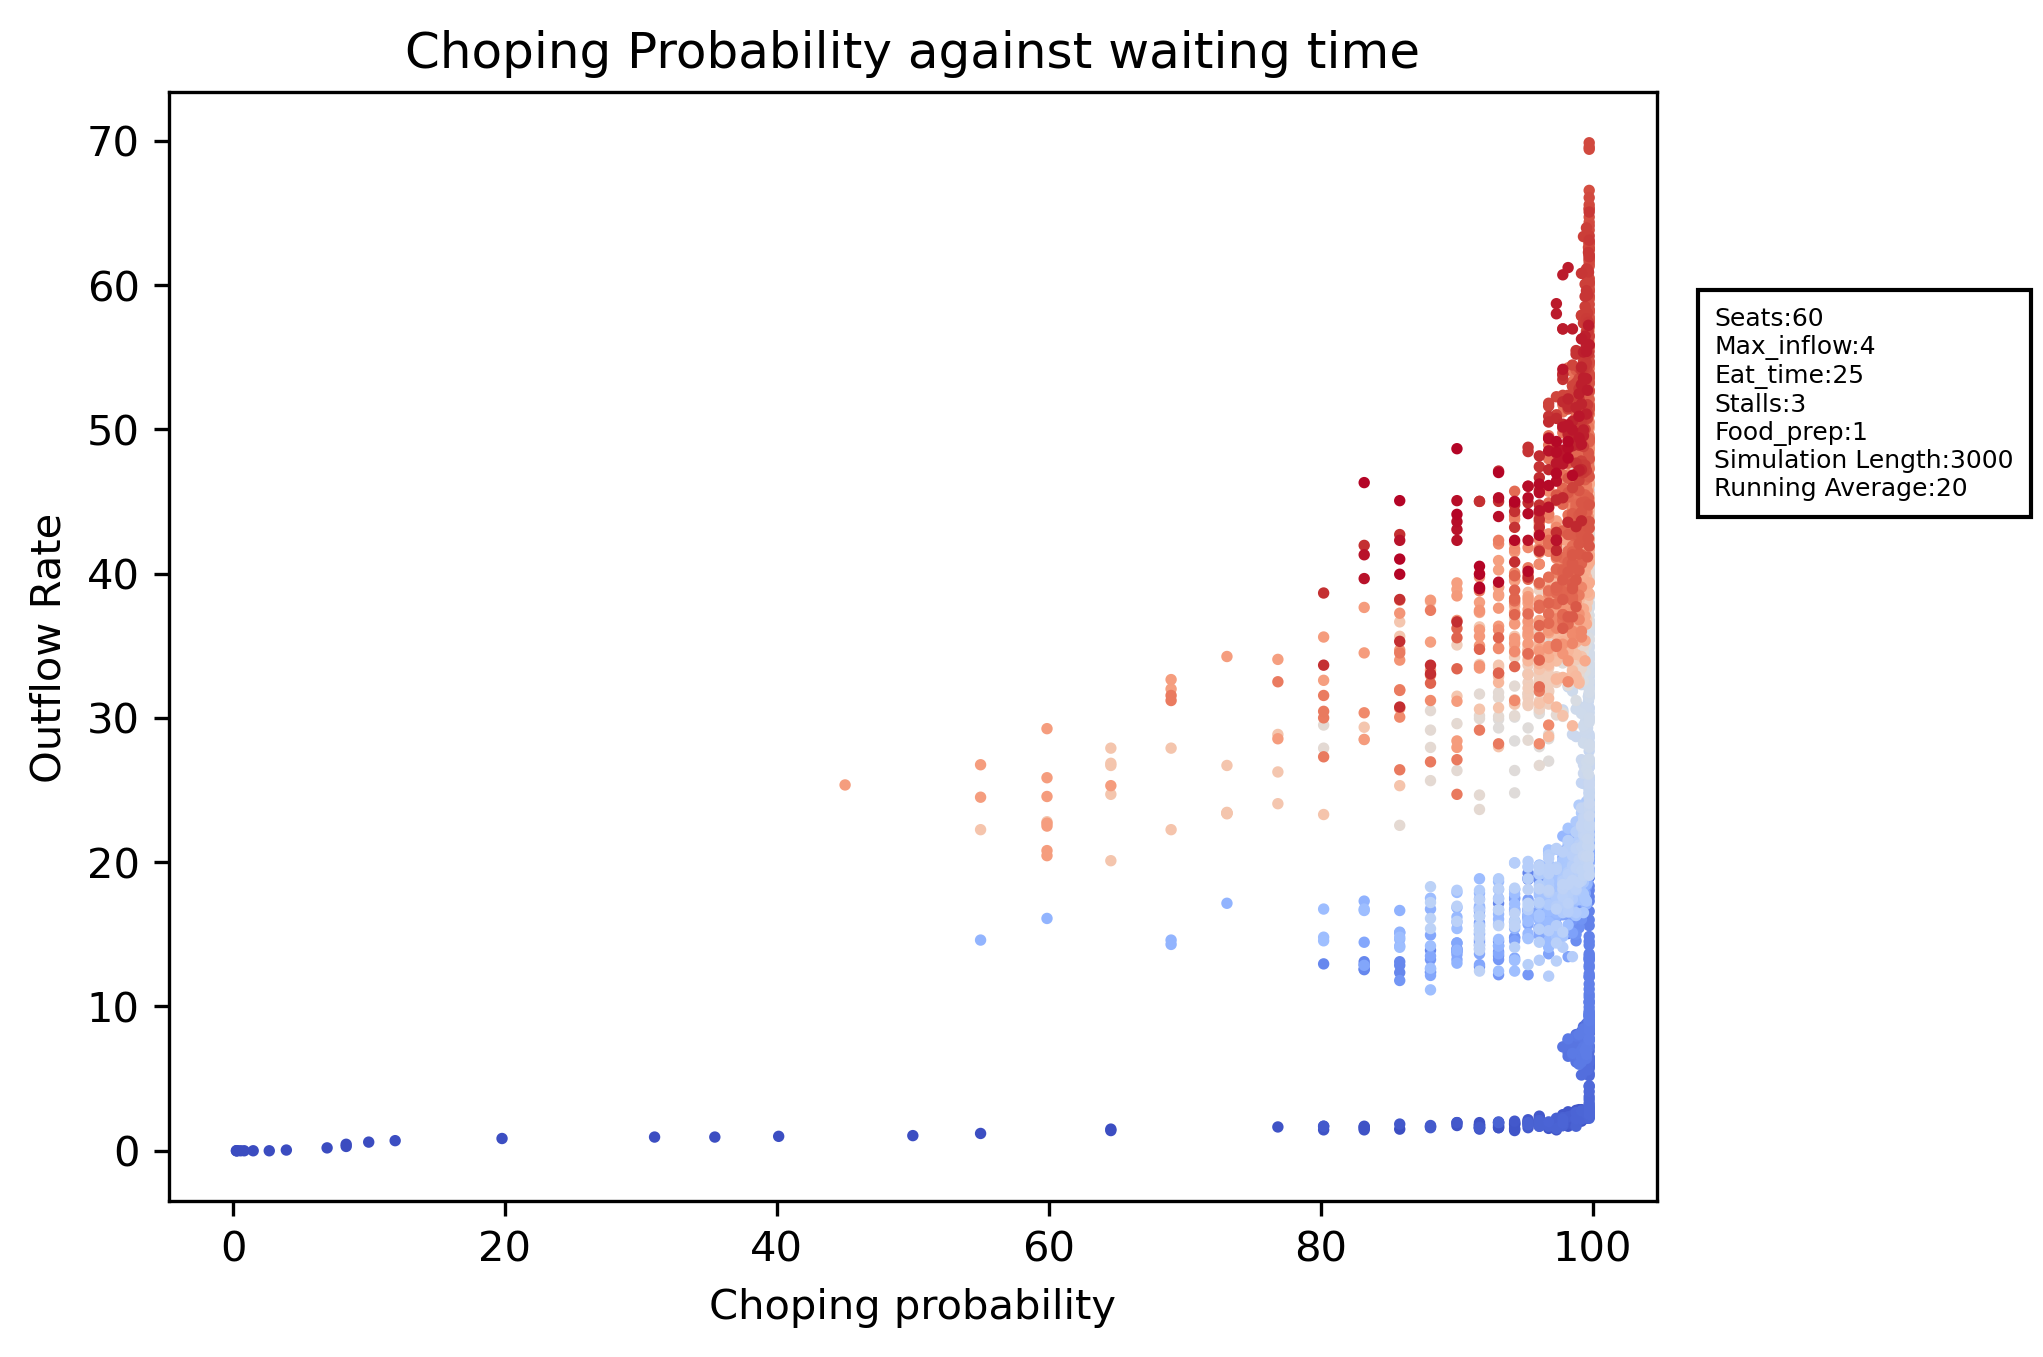 Choping Probability against waiting time
70
60
50
40
30
20
10
0
Outflow Rate
0 20 40 60 80 100
Choping probability
Seats:60
Max_inflow:4
Eat_time:25
Stalls:3
Food_prep:1
Simulation Length:3000
Running Average:20